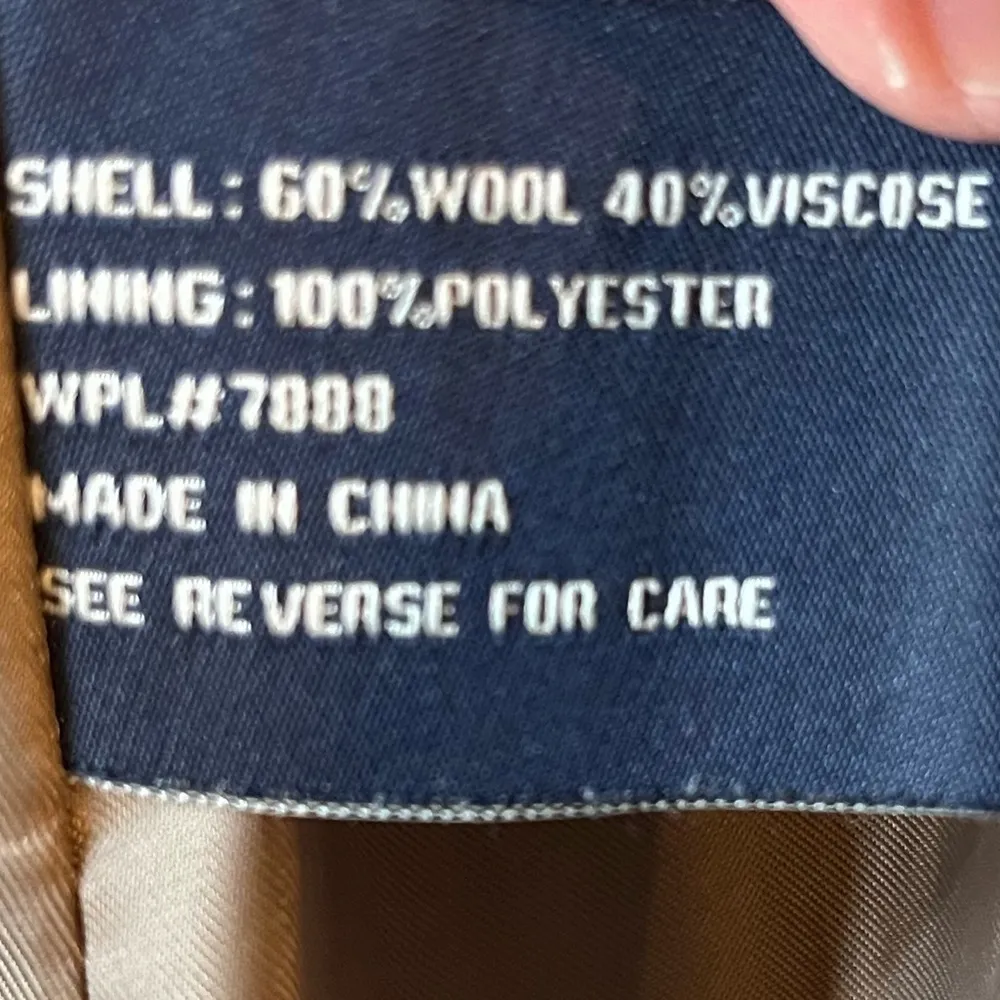 SHELL: 60%WOOL 40%VISCOSE
LINING: 100%POLYESTER
WPL#7888
MADE IN CHINA
SEE REVERSE FOR CARE